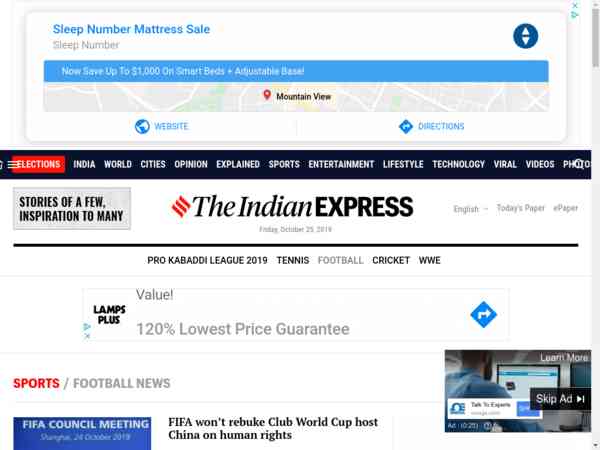 Sleep Number Mattress Sale
Sleep Number
Now Save Up To $1,000 On Smart Beds + Adjustable Base!
Mountain View
WEBSITE
DIRECTIONS
ELECTIONS INDIA WORLD CITIES OPINION EXPLAINED SPORTS ENTERTAINMENT LIFESTYLE TECHNOLOGY VIRAL VIDEOS
STORIES OF A FEW,
INSPIRATION TO MANY
The Indian EXPRESS
Friday, October 25, 2019
English
Today's Paper
ePaper
PRO KABADDI LEAGUE 2019 TENNIS FOOTBALL CRICKET WWE
LAMPS
PLUS
Value!
120% Lowest Price Guarantee
Learn More
Talk To Experts
Skip Ad
Ad : (0:25)
SPORTS / FOOTBALL NEWS
FIFA COUNCIL MEETING
Shanghai, 24 October 2019
FIFA won't rebuke Club World Cup host
China on human rights